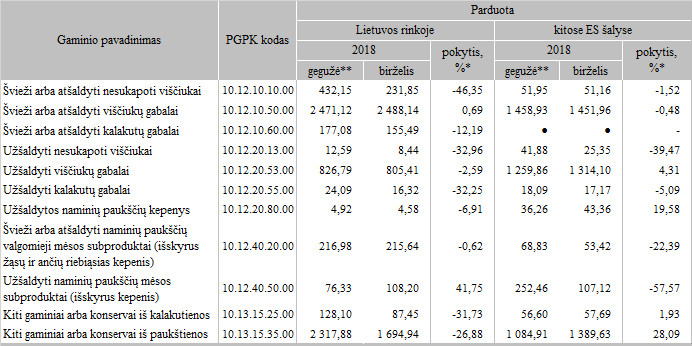 Gaminio pavadinimas PGPK kodas Parduota
Lietuvos rinkoje kitose ES šalyse
2018 pokytis, %* 2018 pokytis, %*
gegužė** birželis gegužė** birželis
Švieži arba atšaldyti nesukapoti viščiukai 10.12.10.10.00 432,15 231,85 -46,35 51,95 51,16 -1,52
Švieži arba atšaldyti viščiukų gabalai 10.12.10.50.00 2 471,12 2 488,14 0,69 1 458,93 1 451,96 -0,48
Švieži arba atšaldyti kalakutų gabalai 10.12.10.60.00 177,08 155,49 -12,19 ● ● -
Užšaldyti nesukapoti viščiukai 10.12.20.13.00 12,59 8,44 -32,96 41,88 25,35 -39,47
Užšaldyti viščiukų gabalai 10.12.20.53.00 826,79 805,41 -2,59 1 259,86 1 314,10 4,31
Užšaldyti kalakutų gabalai 10.12.20.55.00 24,09 16,32 -32,25 18,09 17,17 -5,09
Užšaldytos naminių paukščių kepenys 10.12.20.80.00 4,92 4,58 -6,91 36,26 43,36 19,58
Švieži arba atšaldyti naminių paukščių
valgomieji mėsos subproduktai (išskyrus 10.12.40.20.00 216,98 215,64 -0,62 68,83 53,42 -22,39
žąsų ir ančių riebiąsias kepenis)
Užšaldyti naminių paukščių mėsos
subproduktai (išskyrus kepenis) 10.12.40.50.00 76,33 108,20 41,75 252,46 107,12 -57,57
Kiti gaminiai arba konservai iš kalakutienos 10.13.15.25.00 128,10 87,45 -31,73 56,60 57,69 1,93
Kiti gaminiai arba konservai iš paukštienos 10.13.15.35.00 2 317,88 1 694,94 -26,88 1 084,91 1 389,63 28,09